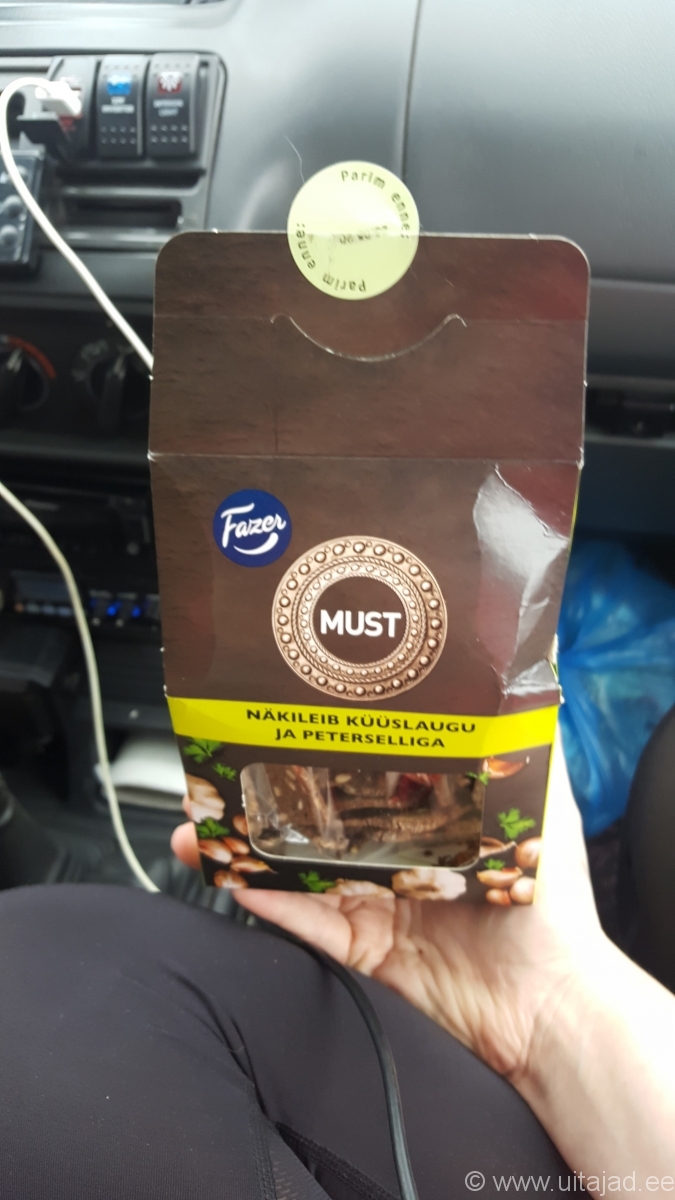 Parim enne:
Parim enne:
Fazer
MUST
NÄKILEIB KÜÜSLAUGU
JA PETERSELLIGA
© www.uitajad.ee